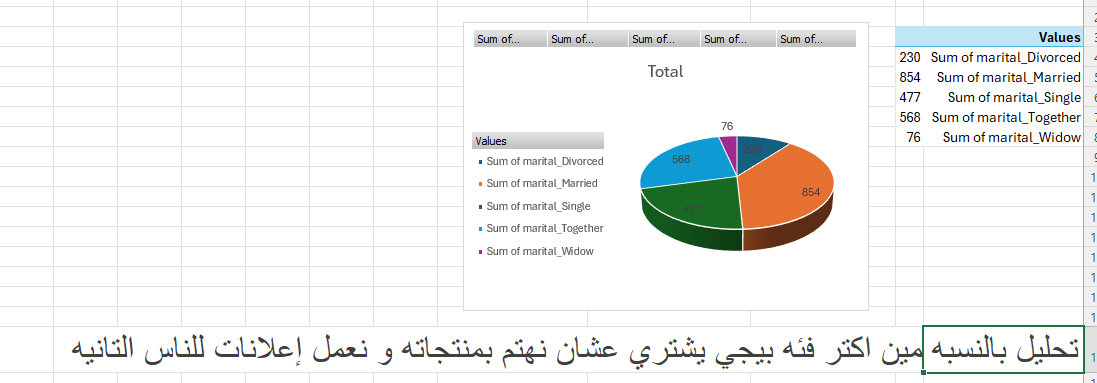 Sum of... Sum of... Sum of... Sum of... Sum of...
Total
Values
Sum of marital_Divorced
Sum of marital_Married
Sum of marital_Single
Sum of marital_Together
Sum of marital_Widow
76
230
568
854
477
Values
230 Sum of marital_Divorced
854 Sum of marital_Married
477 Sum of marital_Single
568 Sum of marital_Together
76 Sum of marital_Widow
تحليل بالنسبه مين اكتر فئه بيجي يشتري عشان نهتم بمنتجاته و نعمل إعلانات للناس التانيه